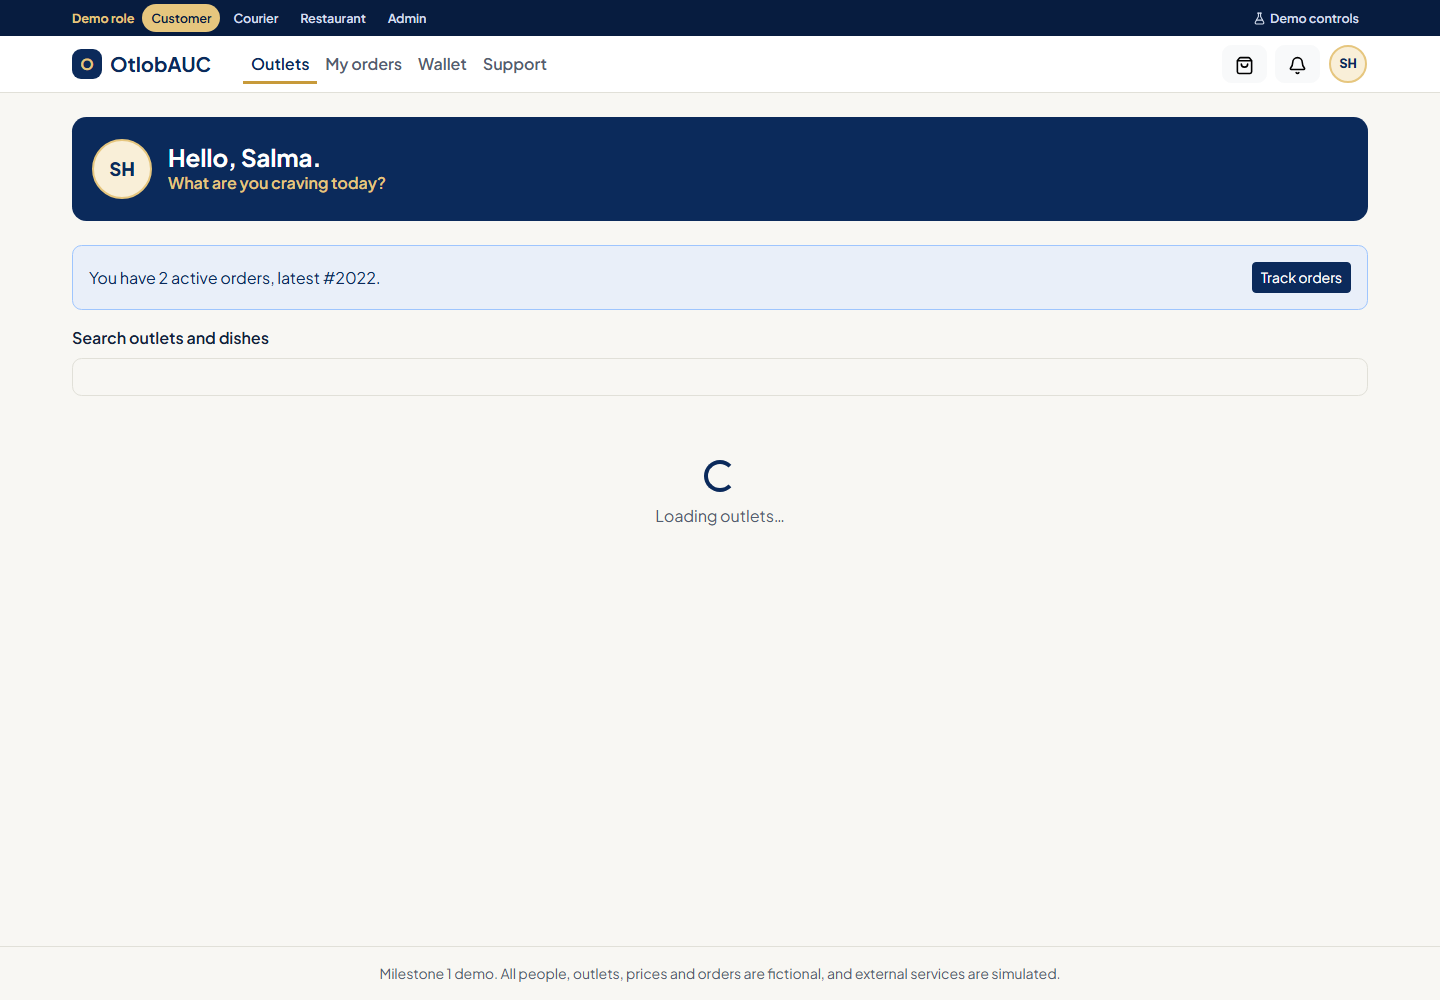 Demo role Customer Courier Restaurant Admin Demo controls
O OtlobAUC Outlets My orders Wallet Support SH
SH
Hello, Salma.
What are you craving today?
You have 2 active orders, latest #2022. Track orders
Search outlets and dishes
Loading outlets…
Milestone 1 demo. All people, outlets, prices and orders are fictional, and external services are simulated.